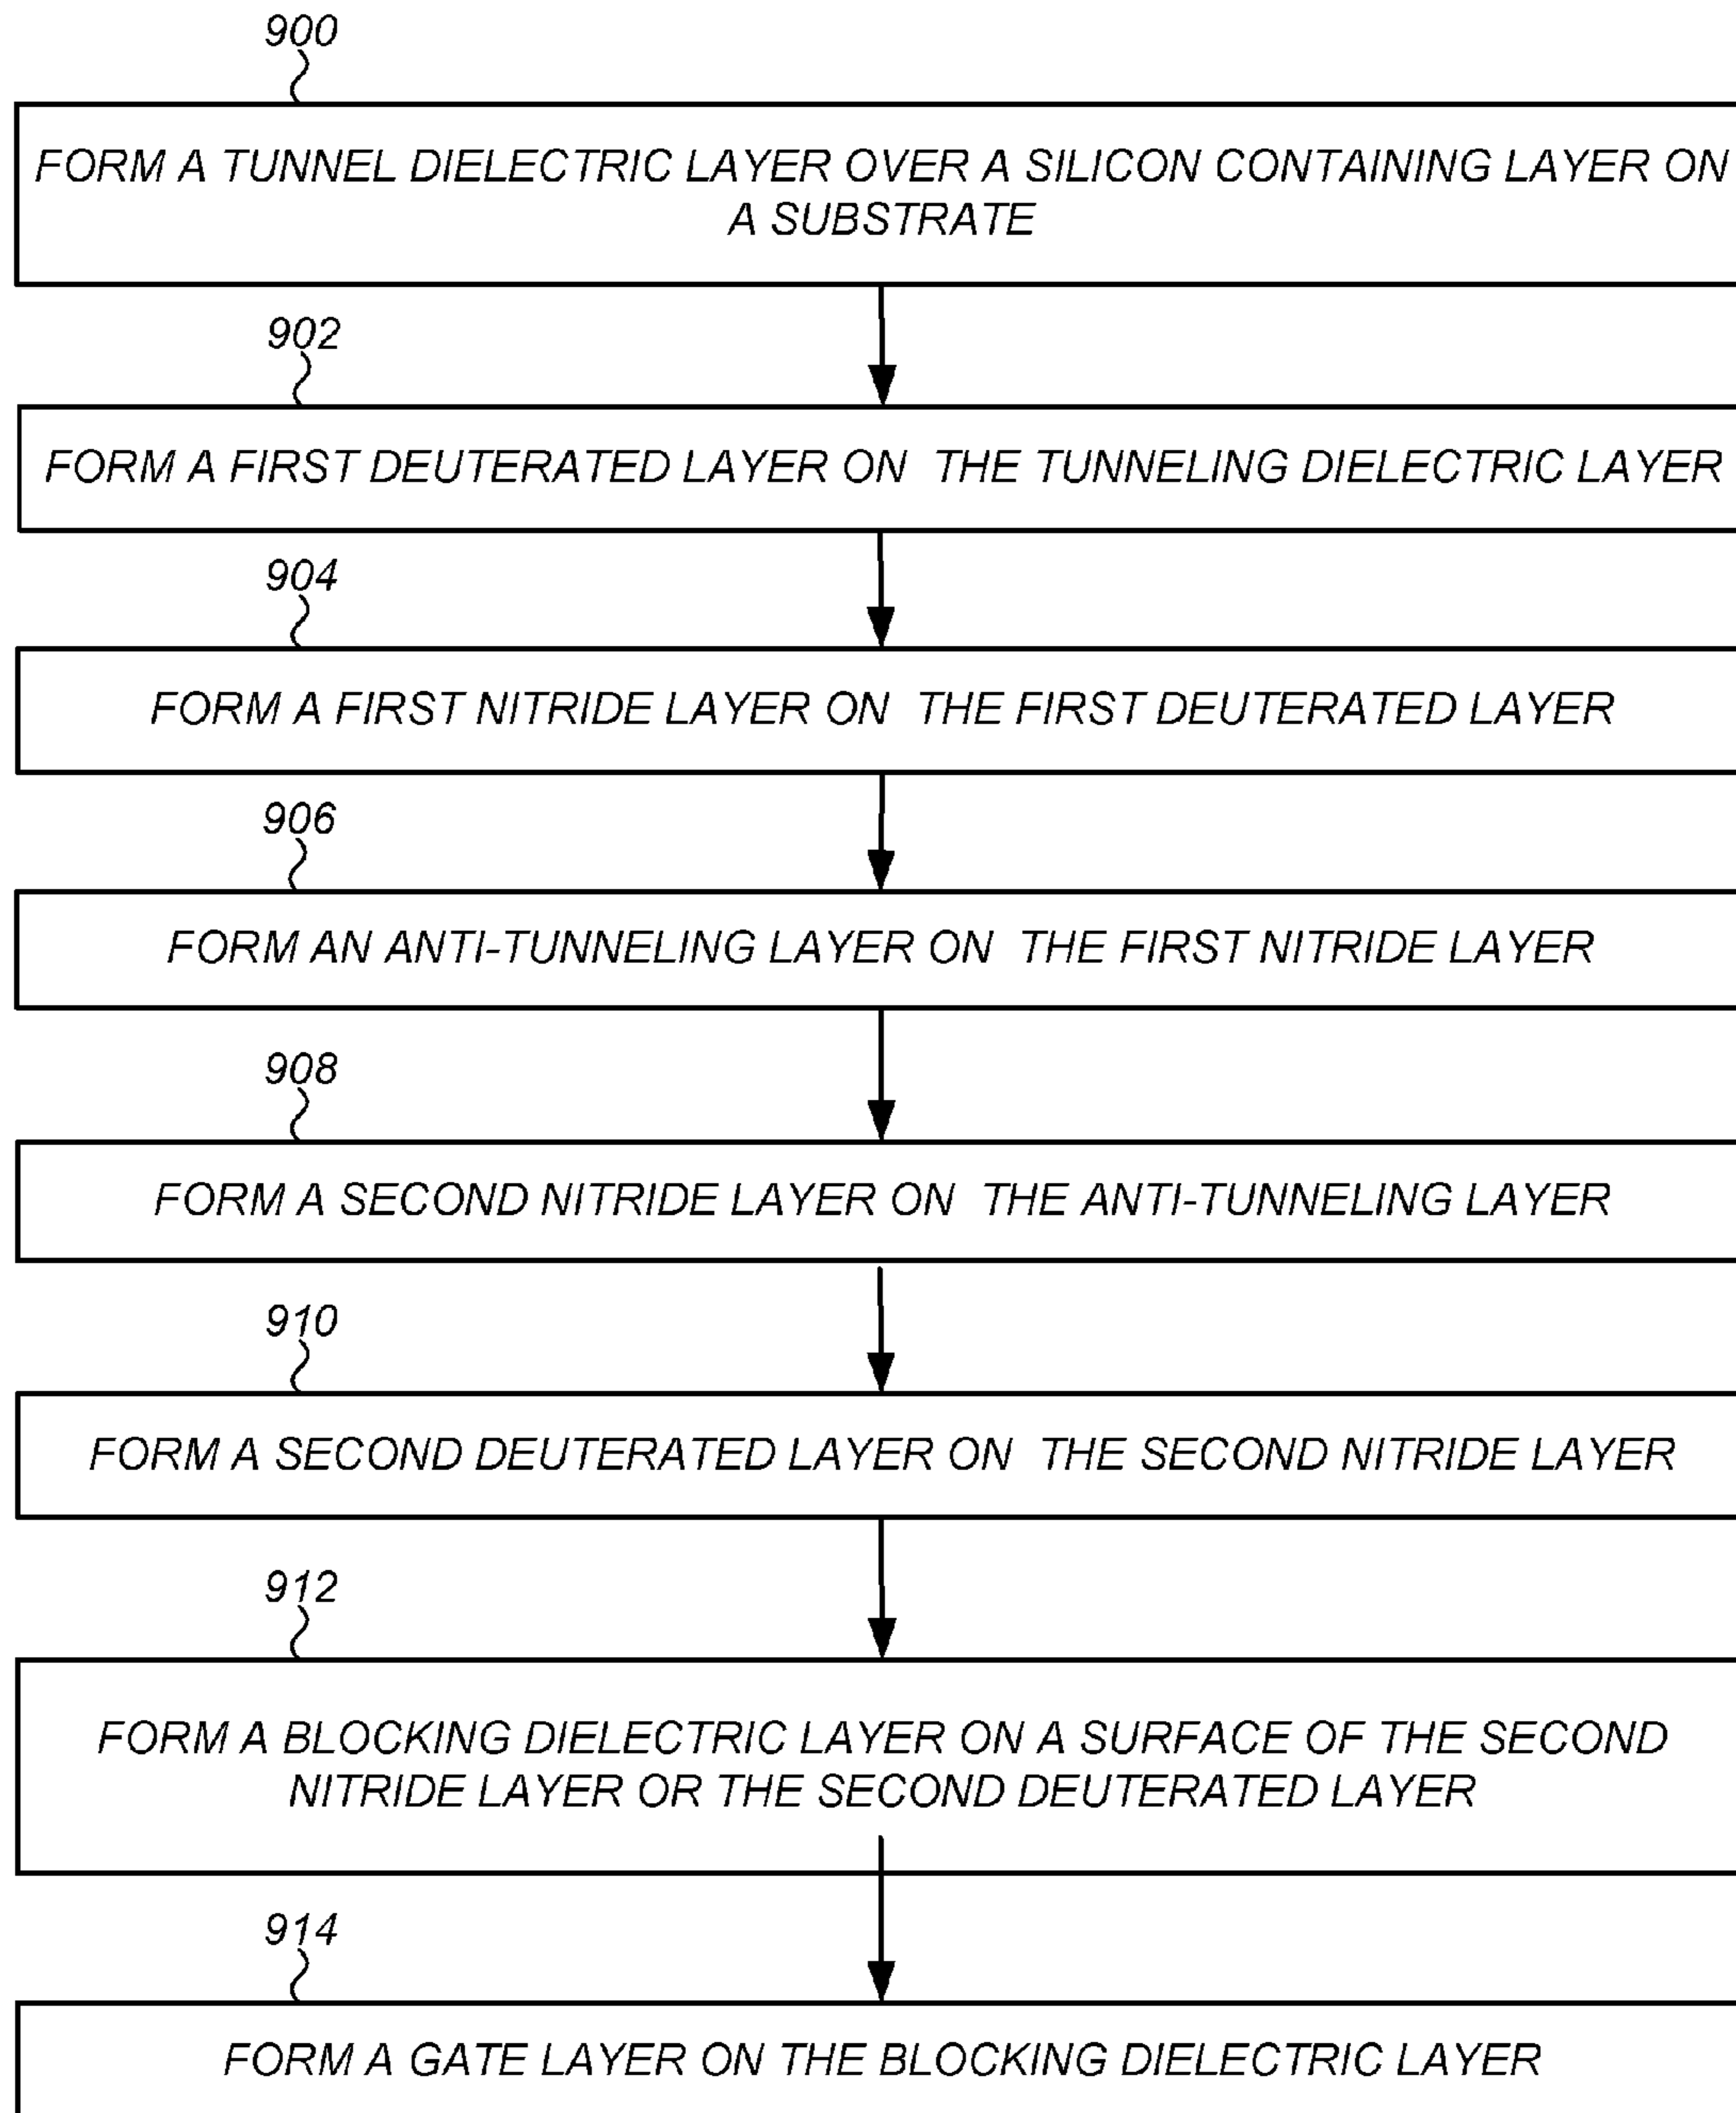 900
FORM A TUNNEL DIELECTRIC LAYER OVER A SILICON CONTAINING LAYER ON
A SUBSTRATE
902
FORM A FIRST DEUTERATED LAYER ON THE TUNNELING DIELECTRIC LAYER
904
FORM A FIRST NITRIDE LAYER ON THE FIRST DEUTERATED LAYER
906
FORM AN ANTI-TUNNELING LAYER ON THE FIRST NITRIDE LAYER
908
FORM A SECOND NITRIDE LAYER ON THE ANTI-TUNNELING LAYER
910
FORM A SECOND DEUTERATED LAYER ON THE SECOND NITRIDE LAYER
912
FORM A BLOCKING DIELECTRIC LAYER ON A SURFACE OF THE SECOND
NITRIDE LAYER OR THE SECOND DEUTERATED LAYER
914
FORM A GATE LAYER ON THE BLOCKING DIELECTRIC LAYER